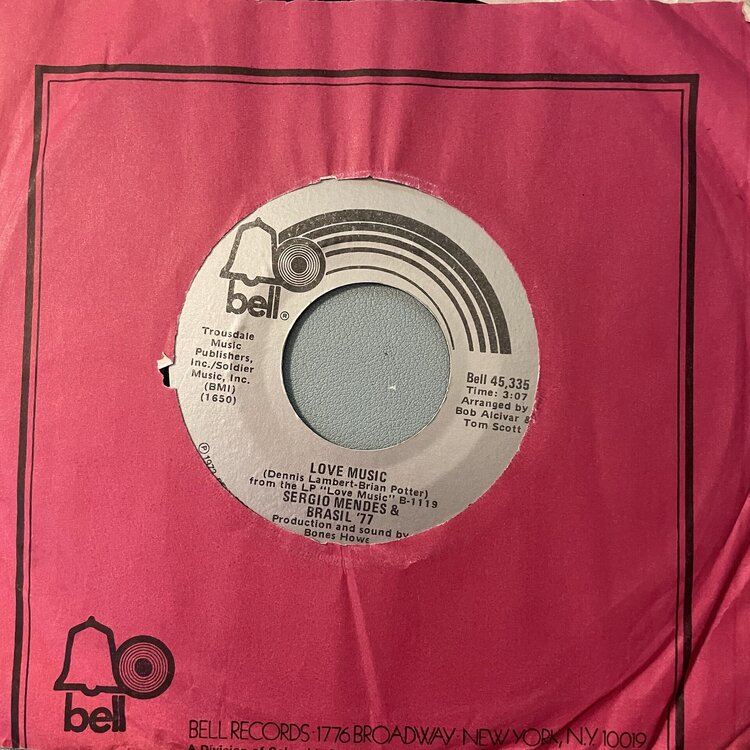 bell®
Trousdale
Music
Publishers,
Inc./Soldier
Music, Inc.
(BMI)
(1650)
Bell 45,335
Time: 3:07
Arranged by
Bob Alcivar &
Tom Scott
LOVE MUSIC
(Dennis Lambert-Brian Potter)
from the LP "Love Music" B-1119
SERGIO MENDES &
BRASIL '77
Production and sound by
Bones Howe
bell
BELL RECORDS·1776 BROADWAY·NEW YORK, N.Y. 10019
A Division of